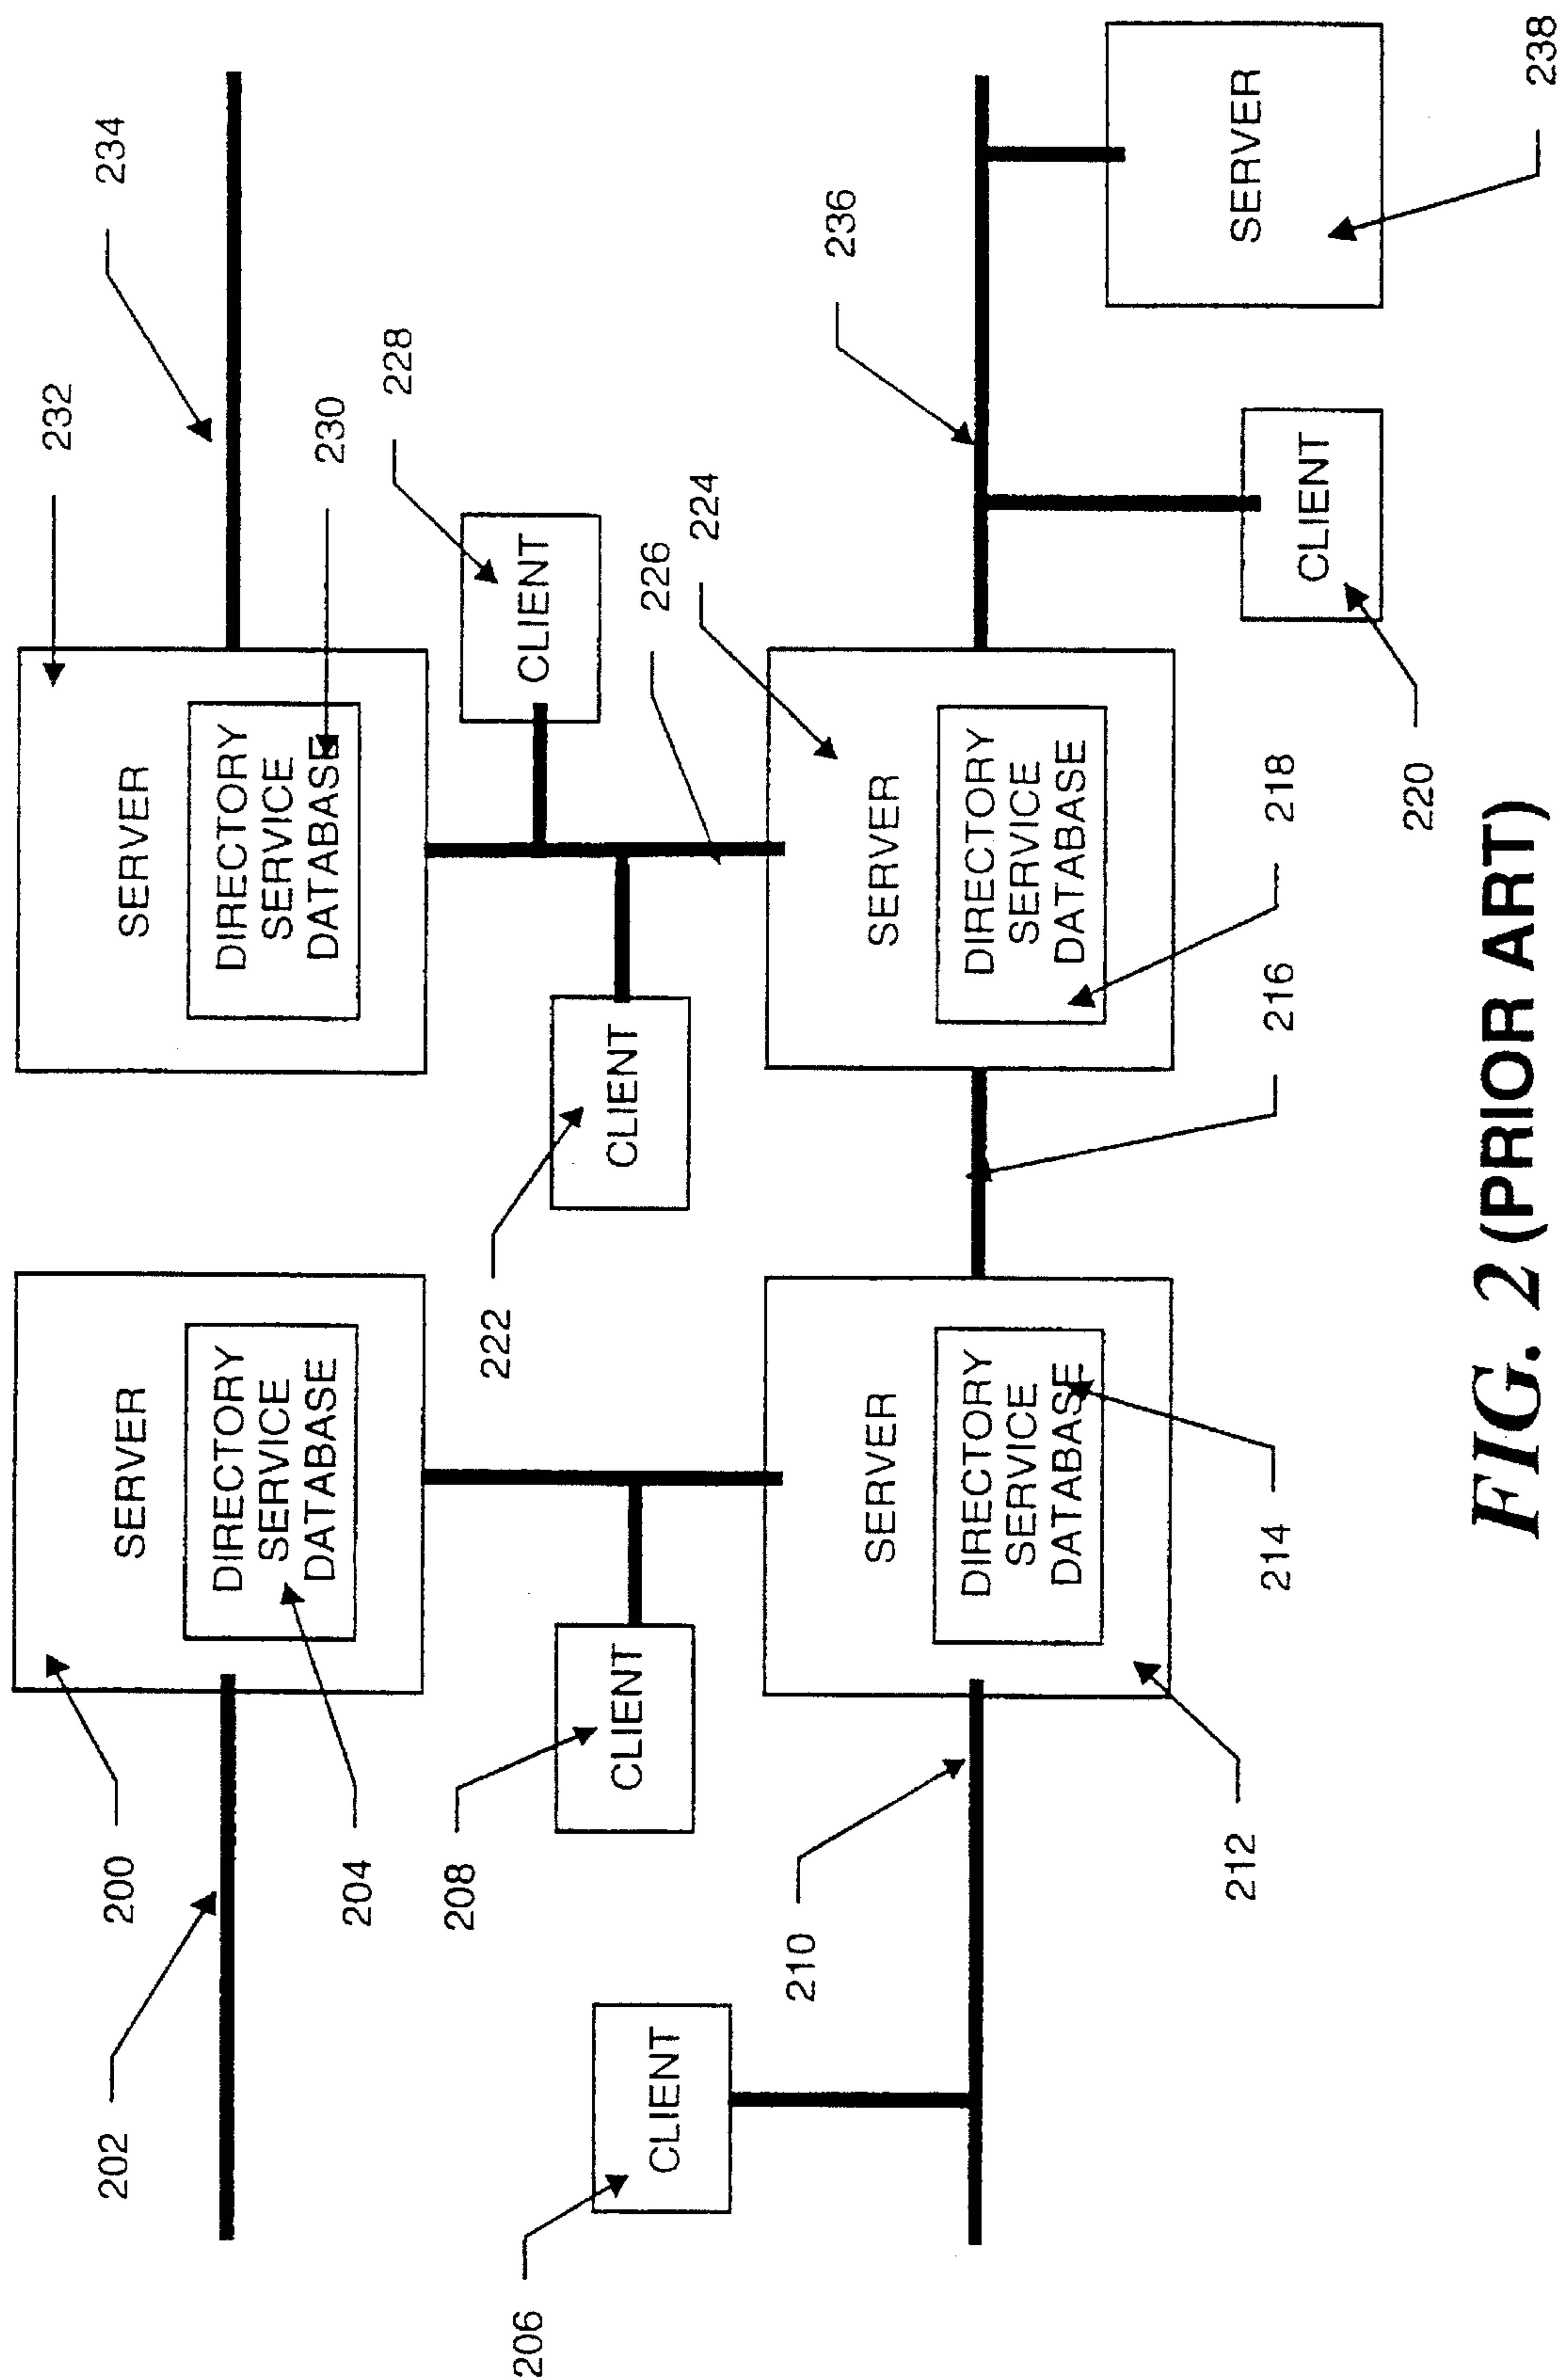 202
200
204
206
208
SERVER
DIRECTORY
SERVICE
DATABASE
CLIENT
CLIENT
210
212
SERVER
DIRECTORY
SERVICE
DATABASE
214
216
222
CLIENT
SERVER
DIRECTORY
SERVICE
DATABASE
232
230
234
228
CLIENT
226
224
SERVER
DIRECTORY
SERVICE
DATABASE
218
236
CLIENT
220
SERVER
238
FIG. 2 (PRIOR ART)